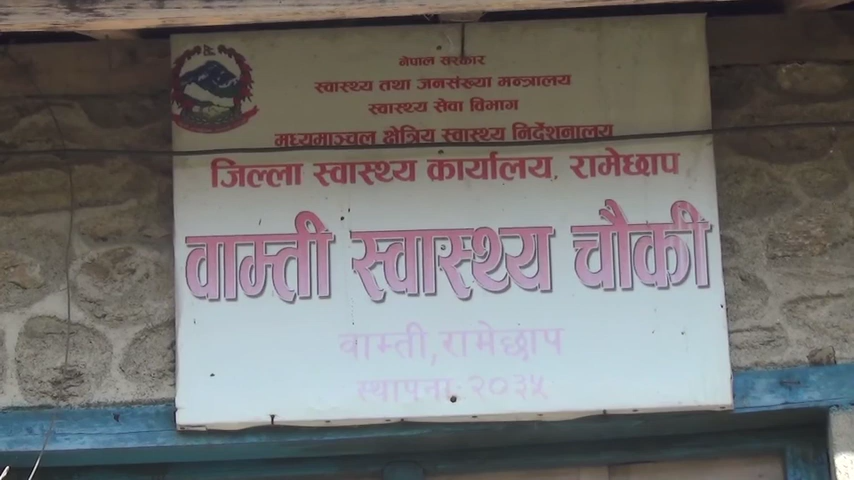 नेपाल सरकार
स्वास्थ्य तथा जनसंख्या मन्त्रालय
स्वास्थ्य सेवा विभाग
मध्यमाञ्चल क्षेत्रिय स्वास्थ्य निर्देशनालय
जिल्ला स्वास्थ्य कार्यालय, रामेछाप
वाम्ती स्वास्थ्य चौकी
वाम्ती,रामेछाप
स्थापना:२०३५